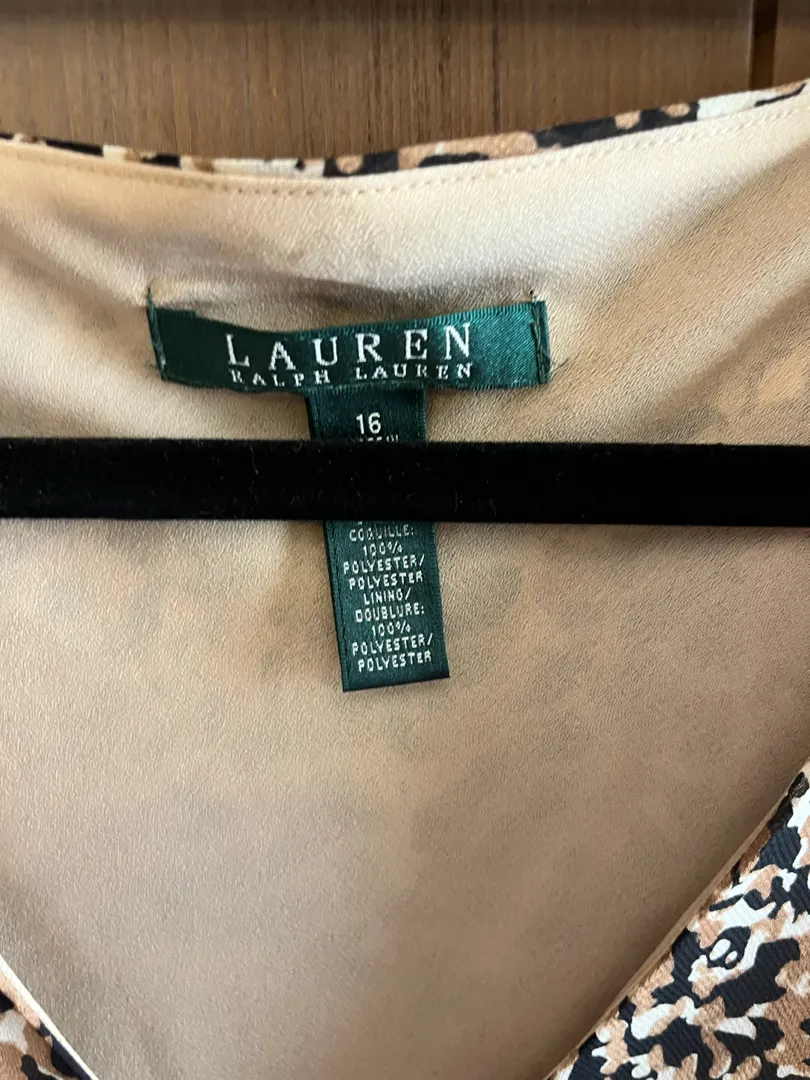 LAUREN
RALPH LAUREN
16
COQUILLE:
100%
POLYESTER/
POLYESTER
LINING/
DOUBLURE:
100%
POLYESTER/
POLYESTER